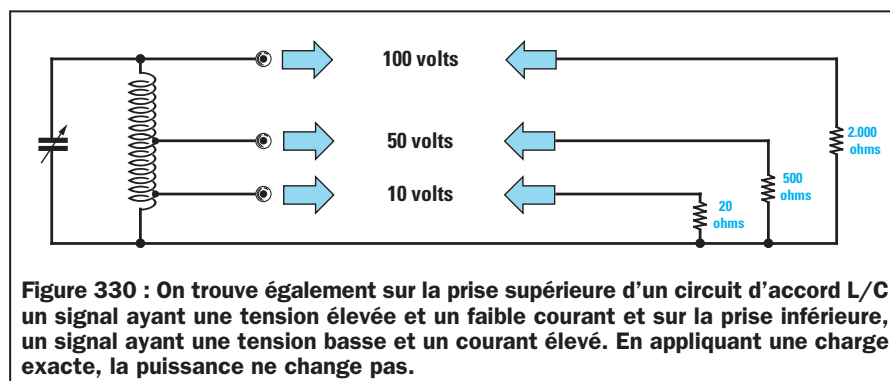 100 volts
50 volts
10 volts
2.000
ohms
500
ohms
20
ohms
Figure 330 : On trouve également sur la prise supérieure d'un circuit d'accord L/C
un signal ayant une tension élevée et un faible courant et sur la prise inférieure,
un signal ayant une tension basse et un courant élevé. En appliquant une charge
exacte, la puissance ne change pas.